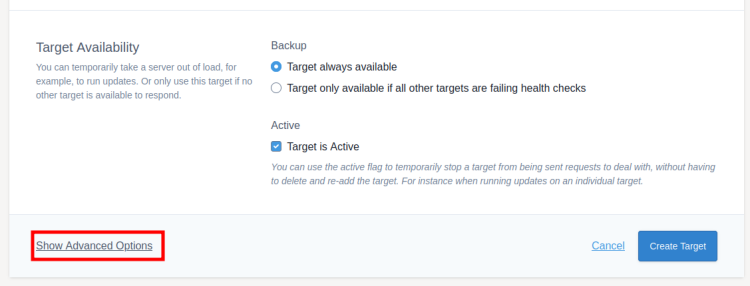 Target Availability
You can temporarily take a server out of load, for
example, to run updates. Or only use this target if no
other target is available to respond.
Backup
Target always available
Target only available if all other targets are failing health checks
Active
Target is Active
You can use the active flag to temporarily stop a target from being sent requests to deal with, without having
to delete and re-add the target. For instance when running updates on an individual target.
Show Advanced Options
Cancel
Create Target